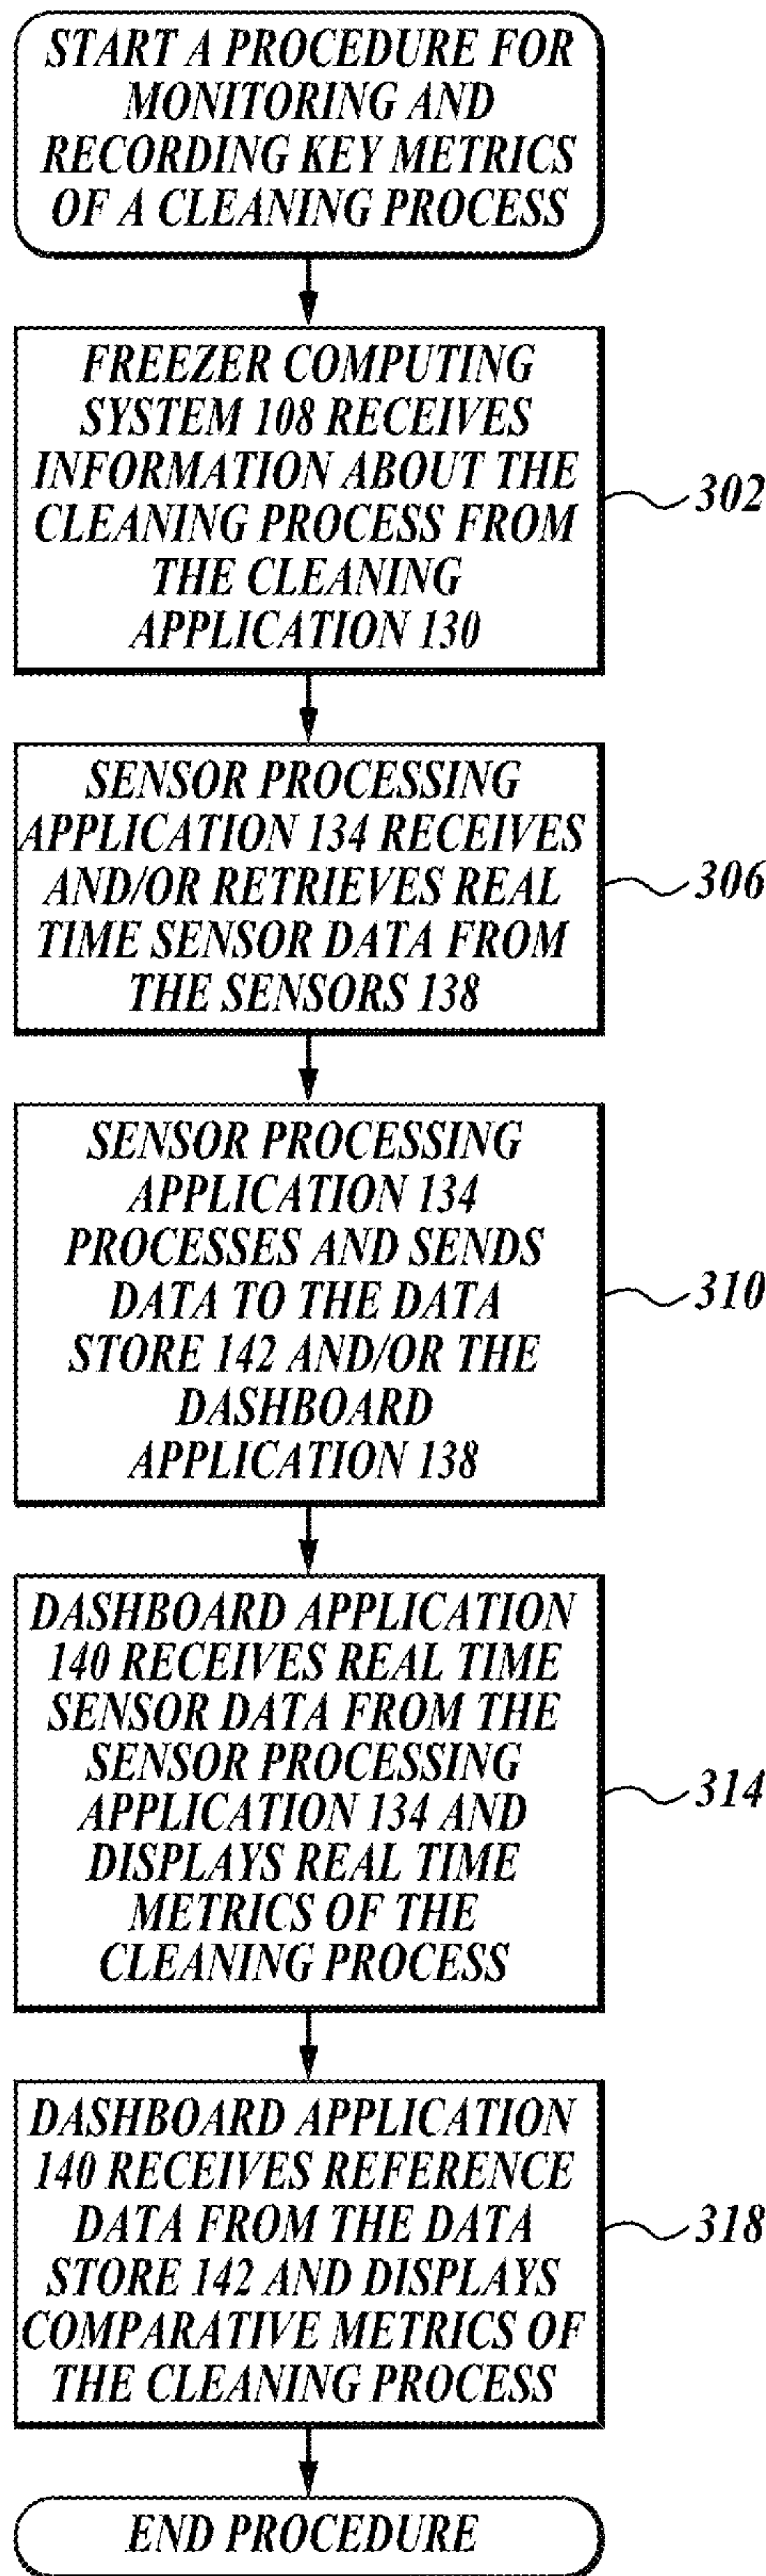 START A PROCEDURE FOR
MONITORING AND
RECORDING KEY METRICS
OF A CLEANING PROCESS
FREEZER COMPUTING
SYSTEM 108 RECEIVES
INFORMATION ABOUT THE
CLEANING PROCESS FROM
THE CLEANING
APPLICATION 130
302
SENSOR PROCESSING
APPLICATION 134 RECEIVES
AND/OR RETRIEVES REAL
TIME SENSOR DATA FROM
THE SENSORS 138
306
SENSOR PROCESSING
APPLICATION 134
PROCESSES AND SENDS
DATA TO THE DATA
STORE 142 AND/OR THE
DASHBOARD
APPLICATION 138
310
DASHBOARD APPLICATION
140 RECEIVES REAL TIME
SENSOR DATA FROM THE
SENSOR PROCESSING
APPLICATION 134 AND
DISPLAYS REAL TIME
METRICS OF THE
CLEANING PROCESS
314
DASHBOARD APPLICATION
140 RECEIVES REFERENCE
DATA FROM THE DATA
STORE 142 AND DISPLAYS
COMPARATIVE METRICS OF
THE CLEANING PROCESS
318
END PROCEDURE